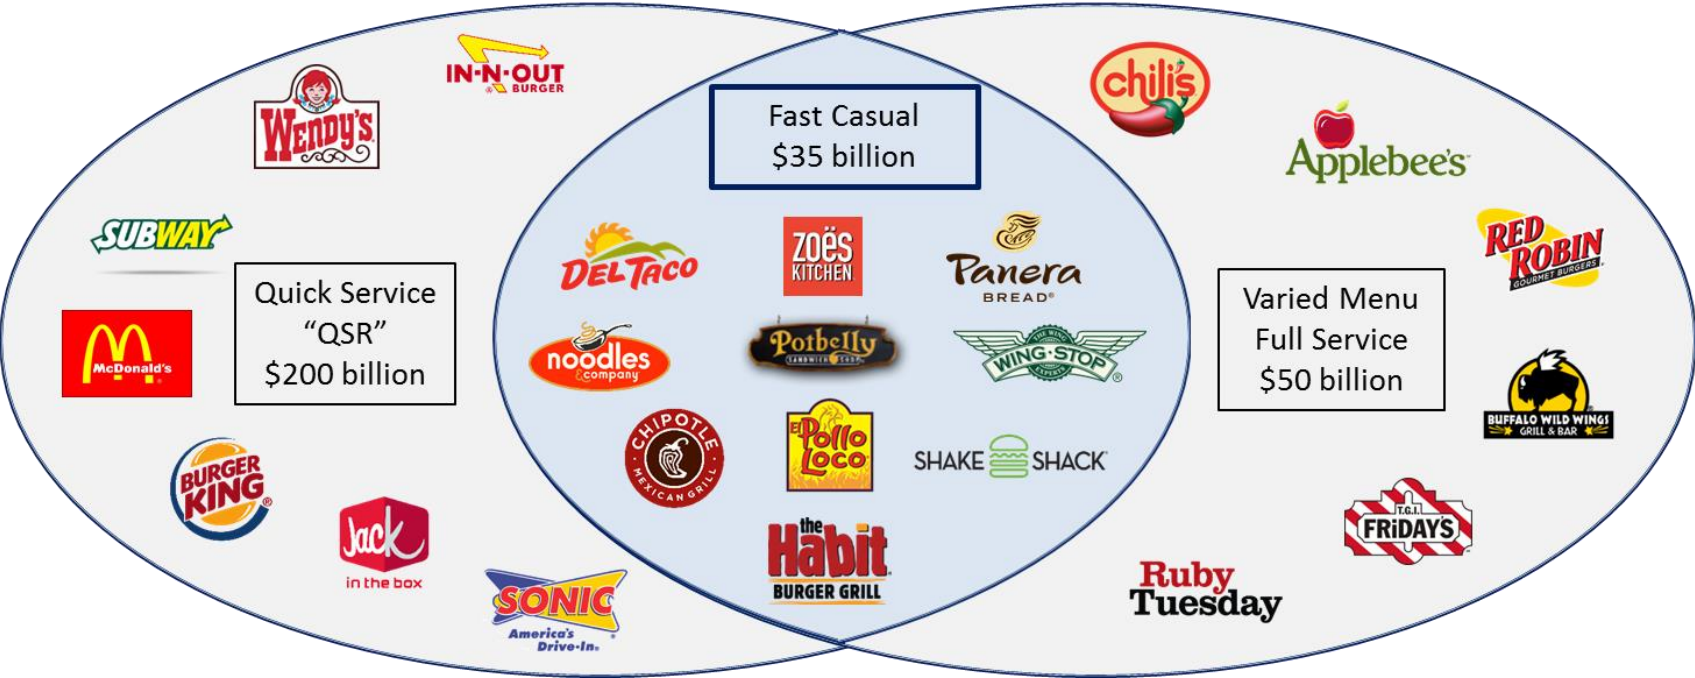 WENDY'S
IN-N-OUT
® BURGER
SUBWAY
McDonald's
Quick Service
“QSR”
$200 billion
BURGER
KING®
Jack
in the box
SONIC
America's
Drive-In®
Fast Casual
$35 billion
DEL TACO
ZOËS
KITCHEN
Panera
BREAD®
noodles
&company
Potbelly
SANDWICH SHOP
WING·STOP®
CHIPOTLE
MEXICAN GRILL
El
Pollo
Loco
SHAKE SHACK
the
Habit
BURGER GRILL
chili's
Applebee's
RED
ROBIN
GOURMET BURGERS
Varied Menu
Full Service
$50 billion
BUFFALO WILD WINGS
GRILL & BAR
T.G.I.
FRiDAY'S
Ruby
Tuesday